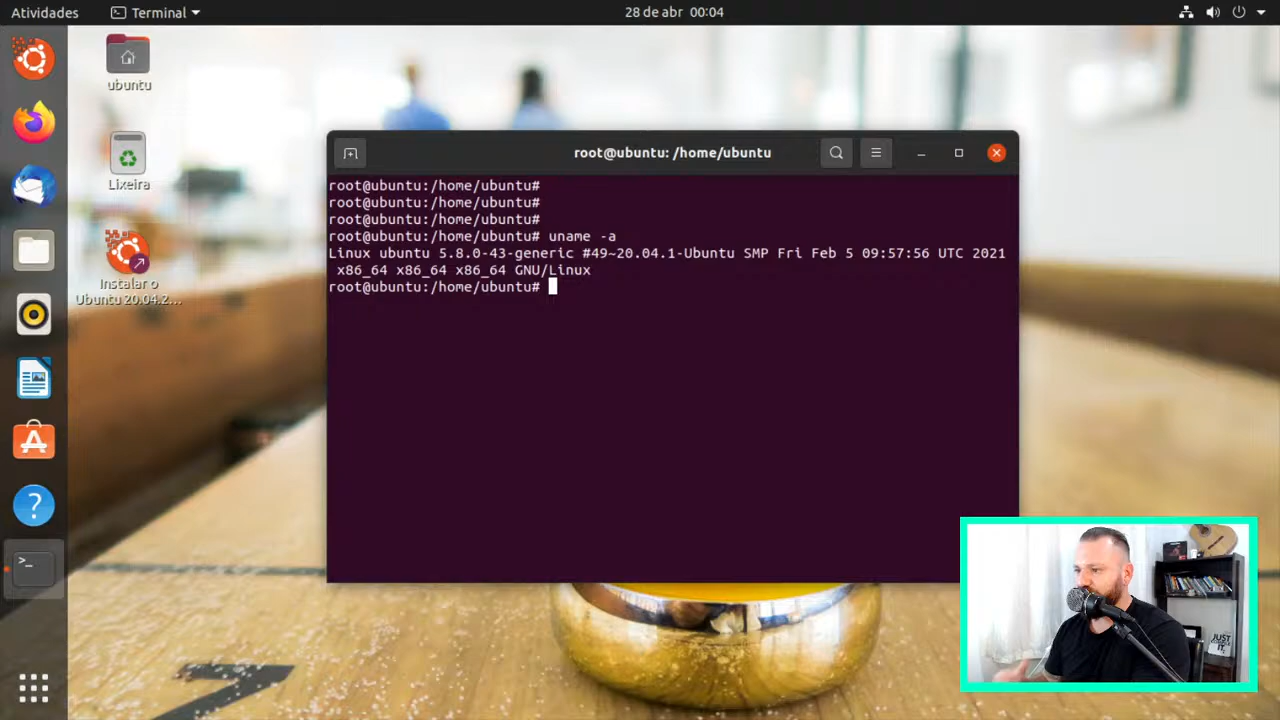 Atividades
Terminal
28 de abr 00:04
ubuntu
Lixeira
Instalar o
Ubuntu 20.04.2...
root@ubuntu: /home/ubuntu
root@ubuntu:/home/ubuntu#
root@ubuntu:/home/ubuntu#
root@ubuntu:/home/ubuntu#
root@ubuntu:/home/ubuntu# uname -a
Linux ubuntu 5.8.0-43-generic #49~20.04.1-Ubuntu SMP Fri Feb 5 09:57:56 UTC 2021
 x86_64 x86_64 x86_64 GNU/Linux
root@ubuntu:/home/ubuntu#